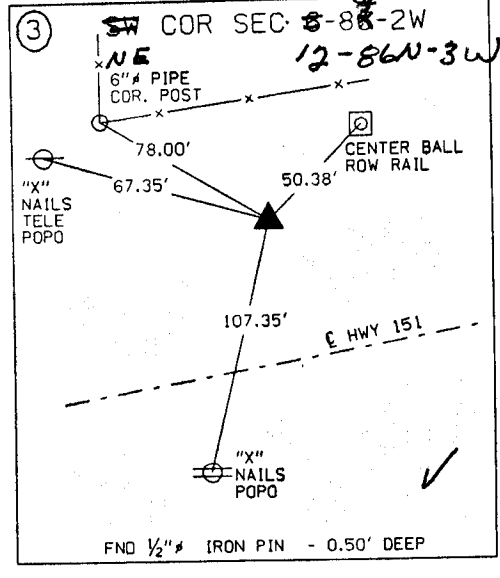 3
SW COR SEC. 8-88-2W
NE 12-86N-3W
6"ø PIPE
COR. POST
78.00'
CENTER BALL
ROW RAIL
67.35'
50.38'
"X"
NAILS
TELE
POPO
107.35'
℄ HWY 151
"X"
NAILS
POPO
FND ½"ø IRON PIN - 0.50' DEEP